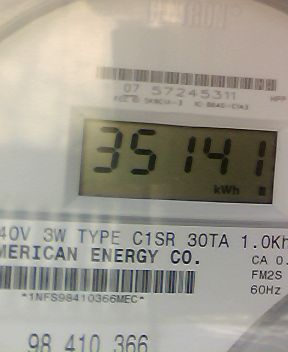 07 57245311
35141
kWh
40V 3W TYPE C1SR 30TA 1.0Kh
MERICAN ENERGY CO.
CA 0.
FM2S
60Hz
*1NFS98410366MEC*
98 410 366